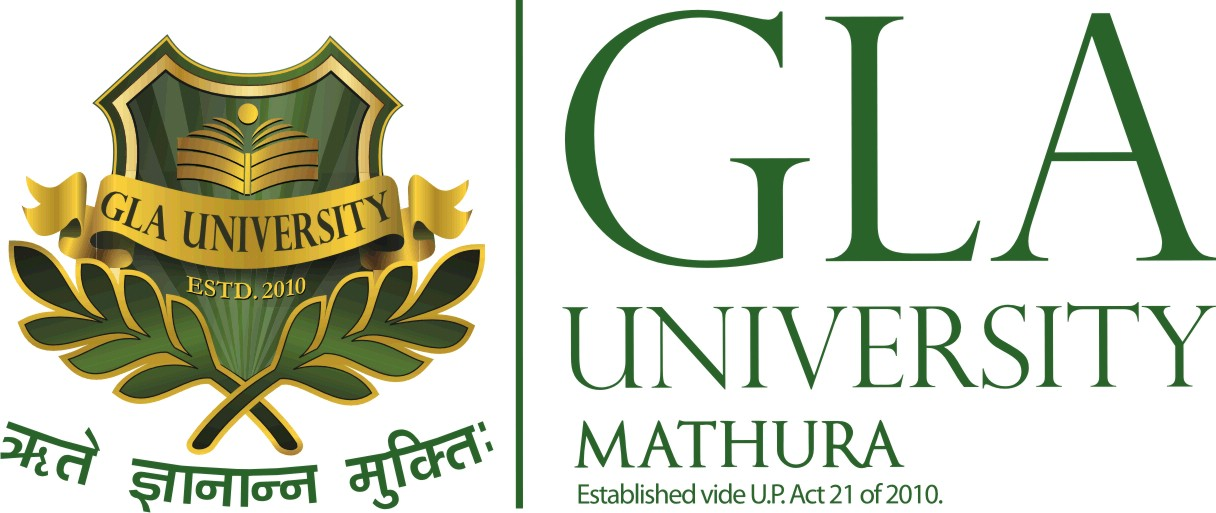 GLA UNIVERSITY
ESTD. 2010
ऋते ज्ञानान्न मुक्तिः
GLA
UNIVERSITY
MATHURA
Established vide U.P. Act 21 of 2010.